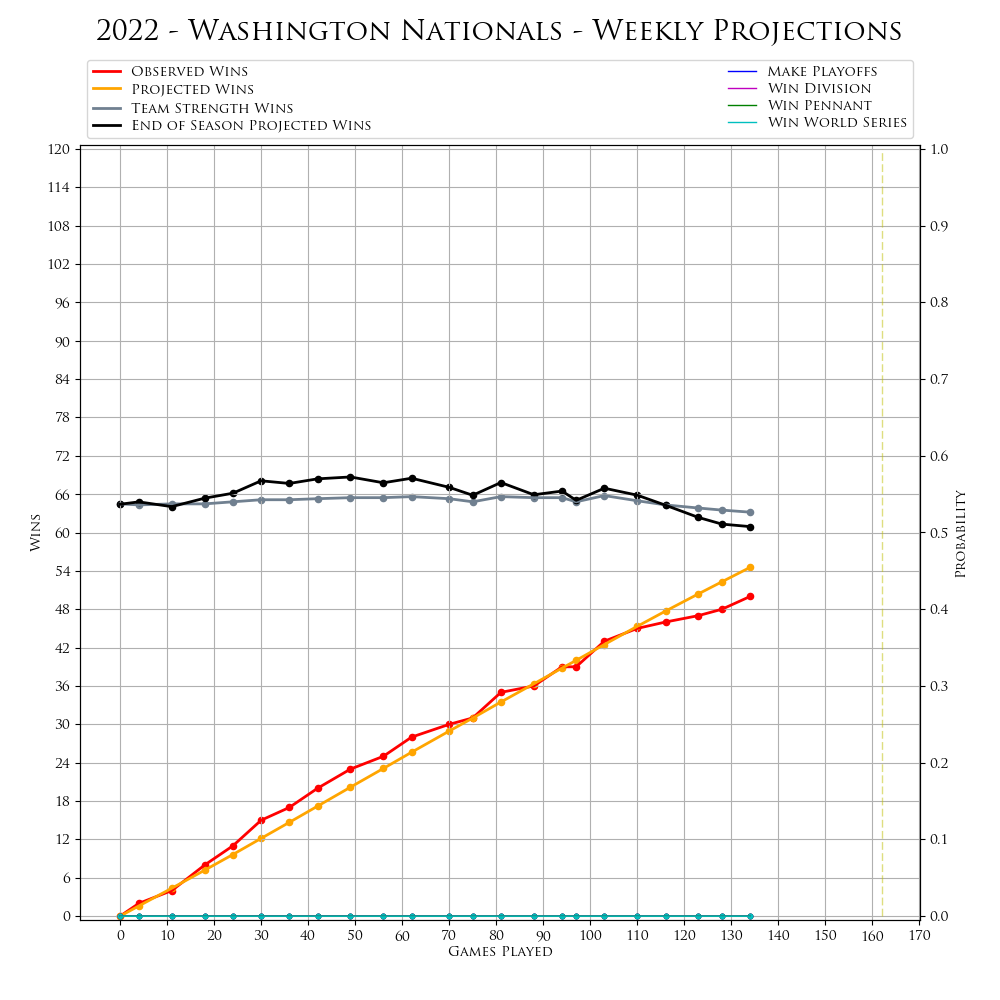 2022 - Washington Nationals - Weekly Projections
Observed Wins
Projected Wins
Team Strength Wins
End of Season Projected Wins
Make Playoffs
Win Division
Win Pennant
Win World Series
120
114
108
102
96
90
84
78
72
66
60
54
48
42
36
30
24
18
12
6
0
Wins
1.0
0.9
0.8
0.7
0.6
0.5
0.4
0.3
0.2
0.1
0.0
Probability
0 10 20 30 40 50 60 70 80 90 100 110 120 130 140 150 160 170
Games Played